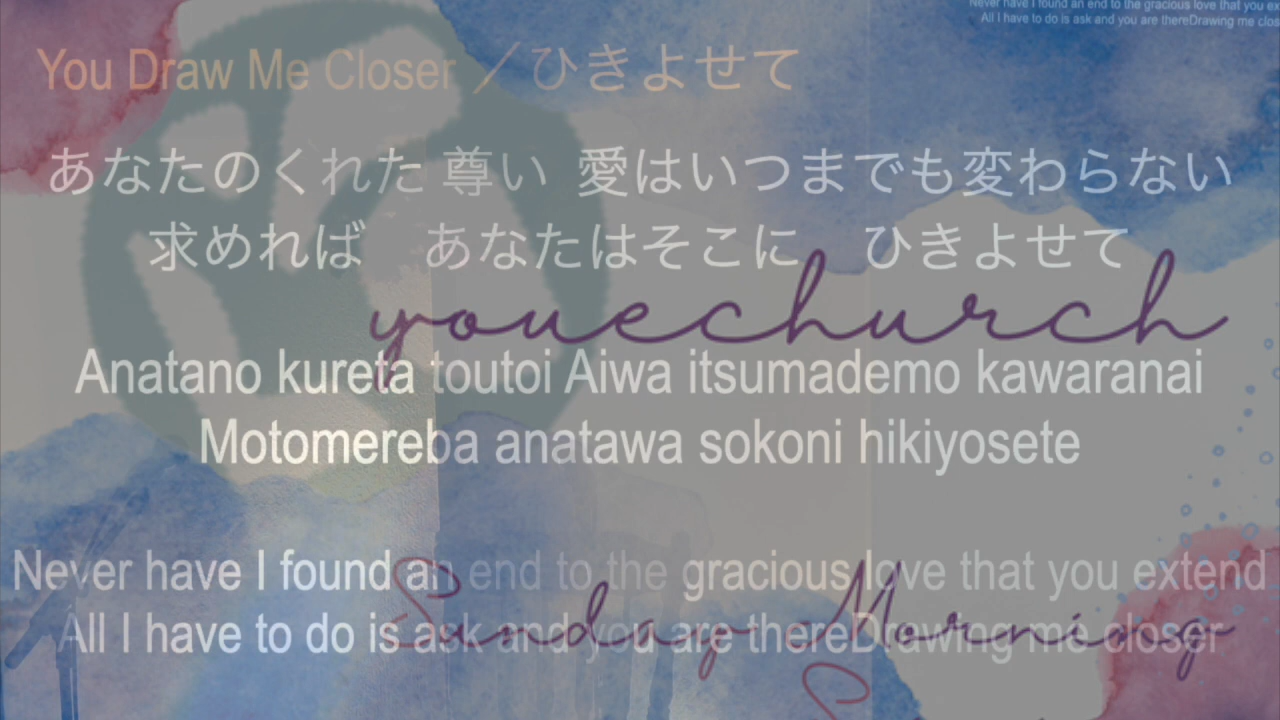 Never have I found an end to the gracious love that you ex
All I have to do is ask and you are thereDrawing me clos
You Draw Me Closer ／ひきよせて
あなたのくれた 尊い 愛はいつまでも変わらない
求めれば あなたはそこに ひきよせて
youechurch
Anatano kureta toutoi Aiwa itsumademo kawaranai
Motomereba anatawa sokoni hikiyosete
Never have I found an end to the gracious love that you extend
All I have to do is ask and you are thereDrawing me closer
Sunday Morning